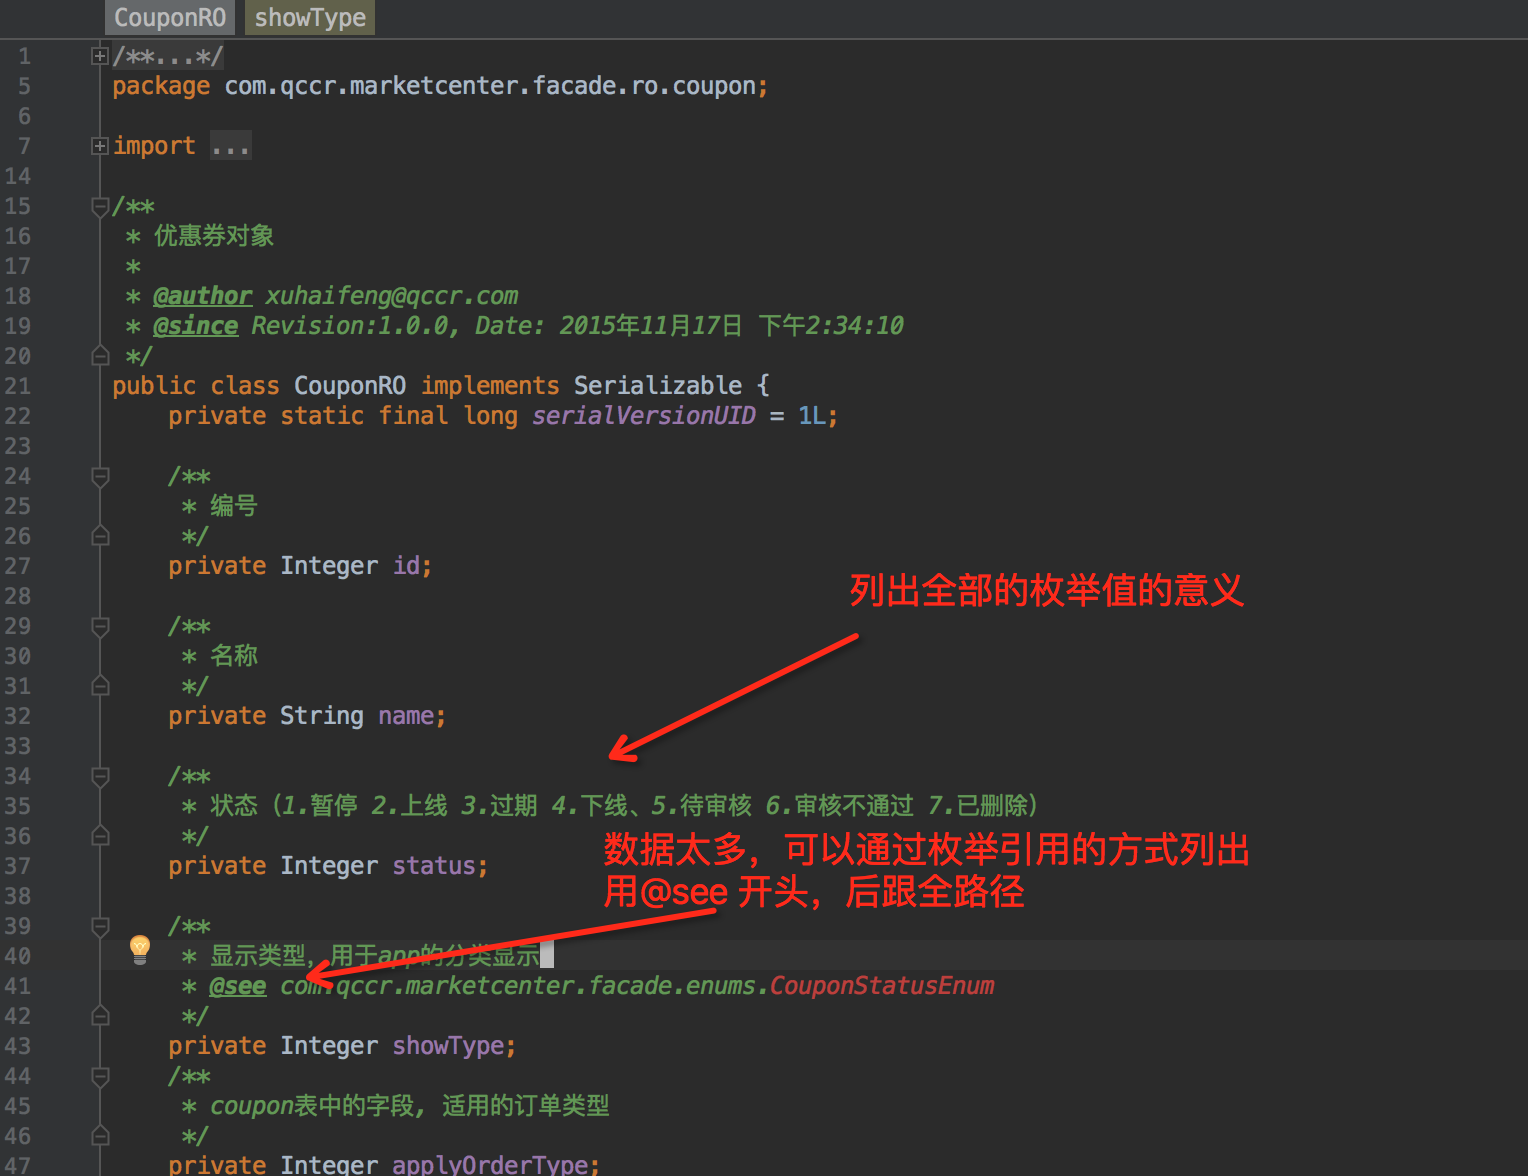 CouponRO showType
1 /**...*/
5 package com.qccr.marketcenter.facade.ro.coupon;
6
7 import ...
14
15 /**
16 * 优惠券对象
17 *
18 * @author xuhaifeng@qccr.com
19 * @since Revision:1.0.0, Date: 2015年11月17日 下午2:34:10
20 */
21 public class CouponRO implements Serializable {
22 private static final long serialVersionUID = 1L;
23
24 /**
25 * 编号
26 */
27 private Integer id;
列出全部的枚举值的意义
28
29 /**
30 * 名称
31 */
32 private String name;
33
34 /**
35 * 状态（1.暂停 2.上线 3.过期 4.下线、5.待审核 6.审核不通过 7.已删除）
36 */
数据太多，可以通过枚举引用的方式列出
37 private Integer status;
用@see 开头，后跟全路径
38
39 /**
40 * 显示类型，用于app的分类显示
41 * @see com.qccr.marketcenter.facade.enums.CouponStatusEnum
42 */
43 private Integer showType;
44 /**
45 * coupon表中的字段, 适用的订单类型
46 */
47 private Integer applyOrderType;